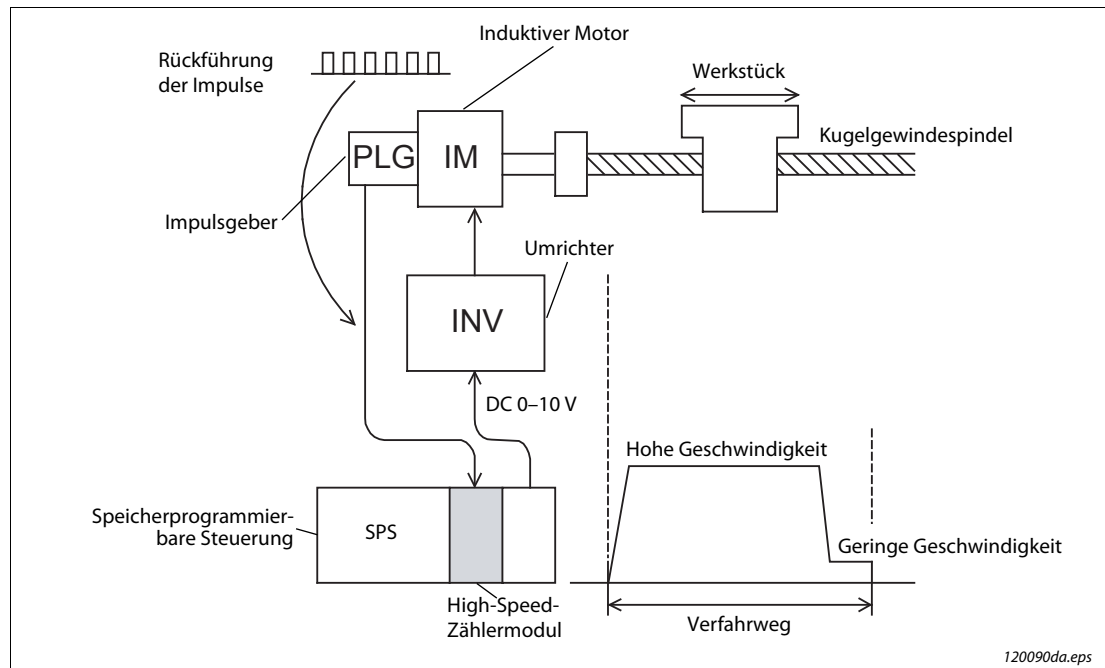 Induktiver Motor
Rückführung
der Impulse
Werkstück
Kugelgewindespindel
PLG
IM
Impulsgeber
Umrichter
INV
DC 0–10 V
Hohe Geschwindigkeit
Speicherprogrammier-
bare Steuerung
SPS
Geringe Geschwindigkeit
High-Speed-
Zählermodul
Verfahrweg
120090da.eps